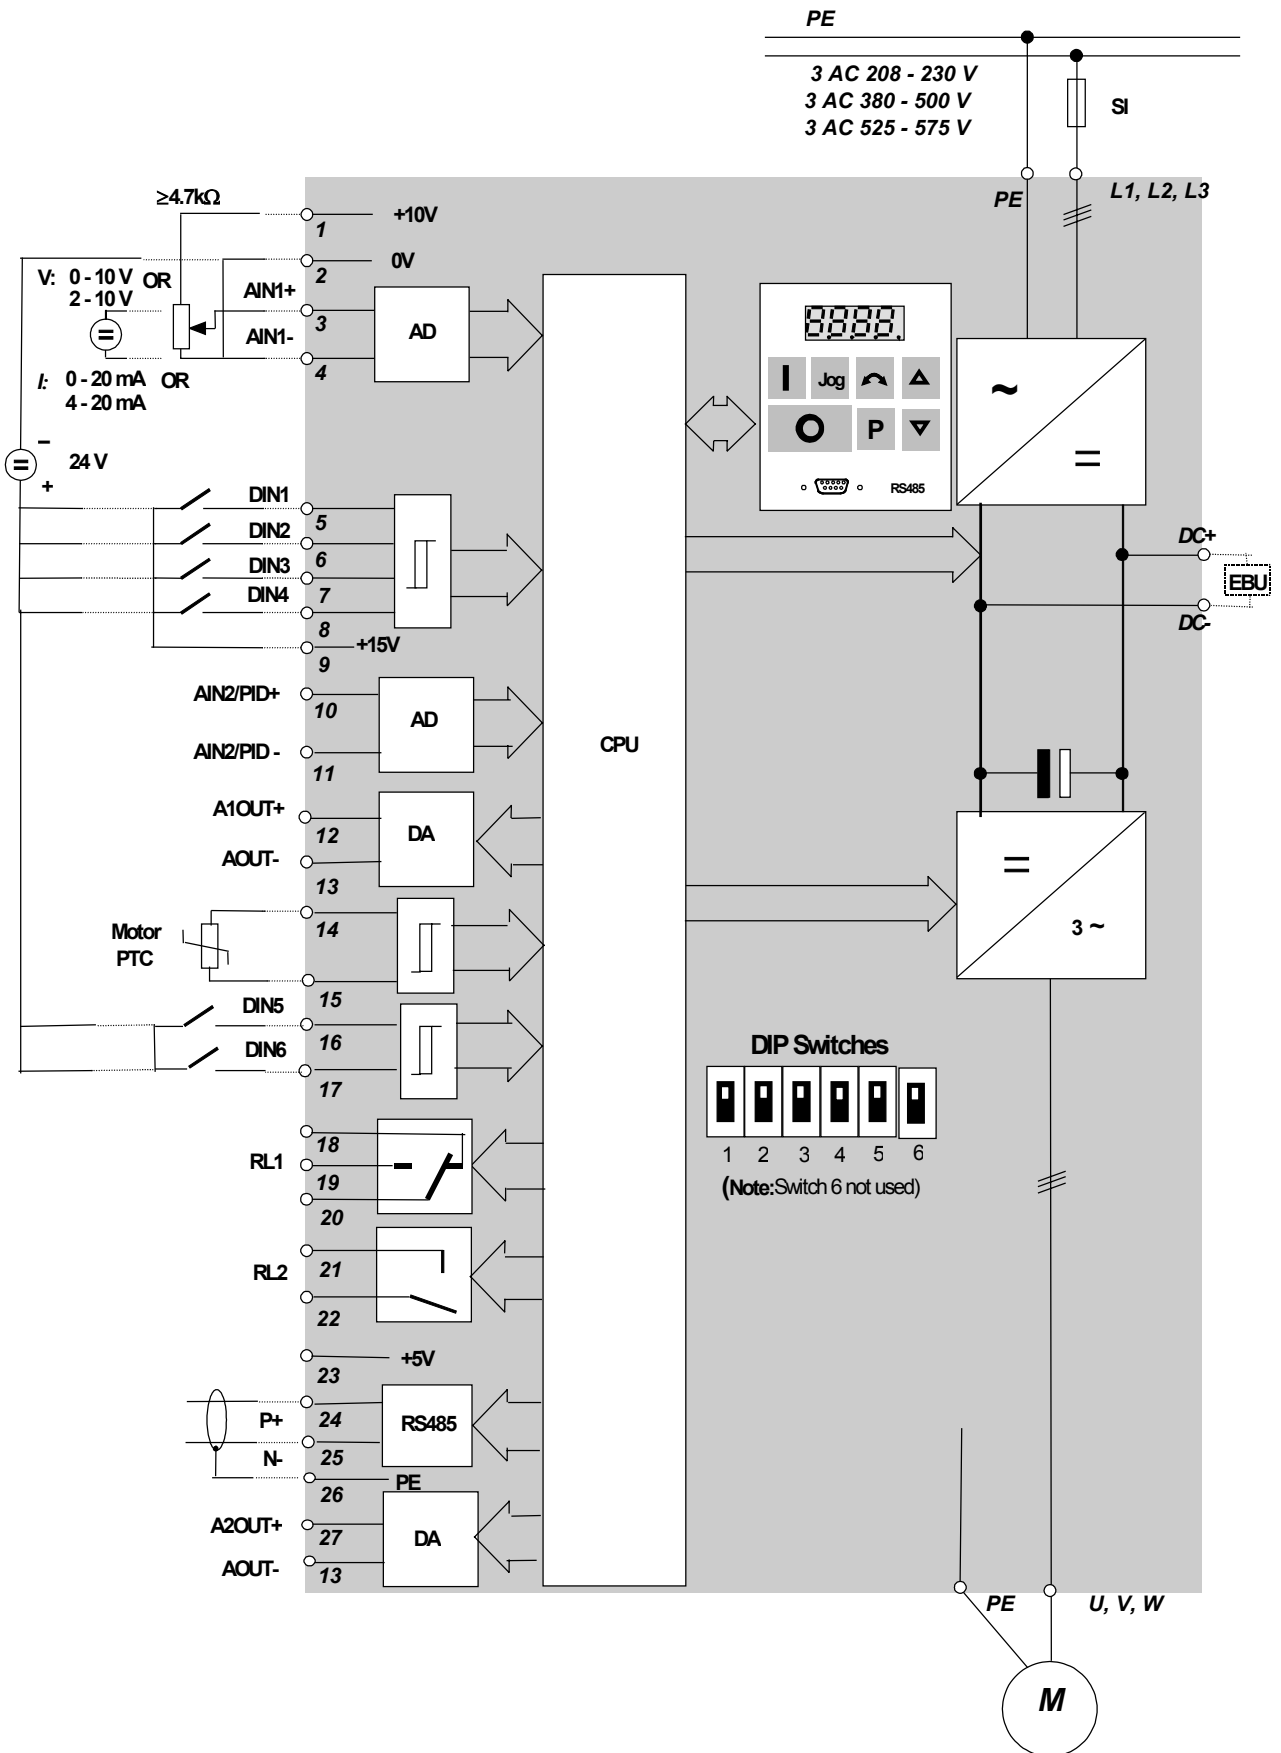 PE
3 AC 208 - 230 V
3 AC 380 - 500 V
3 AC 525 - 575 V
SI
PE
L1, L2, L3
≥4.7kΩ
1
+10V
2
0V
V: 0 - 10 V OR
2 - 10 V
AIN1+
3
AIN1-
4
AD
I: 0 - 20 mA OR
4 - 20 mA
–
24 V
+
DIN1
5
DIN2
6
DIN3
7
DIN4
8
+15V
9
AIN2/PID+
10
AD
AIN2/PID -
11
A1OUT+
12
DA
AOUT-
13
Motor
PTC
14
15
DIN5
16
DIN6
17
RL1
18
19
20
RL2
21
22
+5V
23
P+
24
RS485
N-
25
PE
26
A2OUT+
27
DA
AOUT-
13
CPU
8888.
Jog
P
RS485
~
=
DC+
EBU
DC-
=
3 ~
DIP Switches
1 2 3 4 5 6
(Note:Switch 6 not used)
PE
U, V, W
M